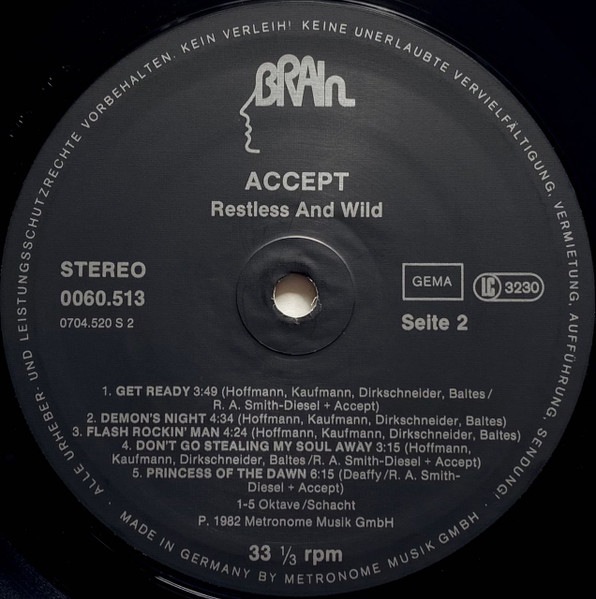 ALLE URHEBER- UND LEISTUNGSSCHUTZRECHTE VORBEHALTEN. KEIN VERLEIH! KEINE UNERLAUBTE VERVIELFÄLTIGUNG, VERMIETUNG, AUFFÜHRUNG, SENDUNG!
BRAIN
ACCEPT
Restless And Wild
STEREO
0060.513
0704.520 S 2
GEMA
LC 3230
Seite 2
1. GET READY 3:49 (Hoffmann, Kaufmann, Dirkschneider, Baltes /
R. A. Smith-Diesel + Accept)
2. DEMON'S NIGHT 4:34 (Hoffmann, Kaufmann, Dirkschneider, Baltes)
3. FLASH ROCKIN' MAN 4:24 (Hoffmann, Kaufmann, Dirkschneider, Baltes)
4. DON'T GO STEALING MY SOUL AWAY 3:15 (Hoffmann,
Kaufmann, Dirkschneider, Baltes /R. A. Smith-Diesel + Accept)
5. PRINCESS OF THE DAWN 6:15 (Deaffy/R. A. Smith-
Diesel + Accept)
1-5 Oktave/Schacht
P. 1982 Metronome Musik GmbH
33 1/3 rpm
· MADE IN GERMANY BY METRONOME MUSIK GMBH ·